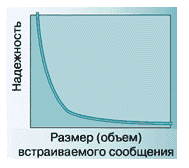 Надежность
Размер (объем)
встраиваемого сообщения